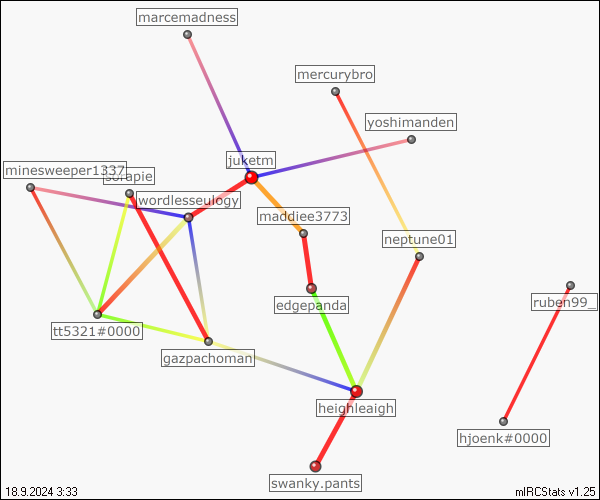 marcemadness
mercurybro
yoshimanden
juketm
minesweeper1337
wordlesseulogy
maddiee3773
neptune01
ruben99_
edgepanda
tt5321#0000
gazpachoman
heighleaigh
hjoenk#0000
swanky.pants
18.9.2024 3:33
mIRCStats v1.25